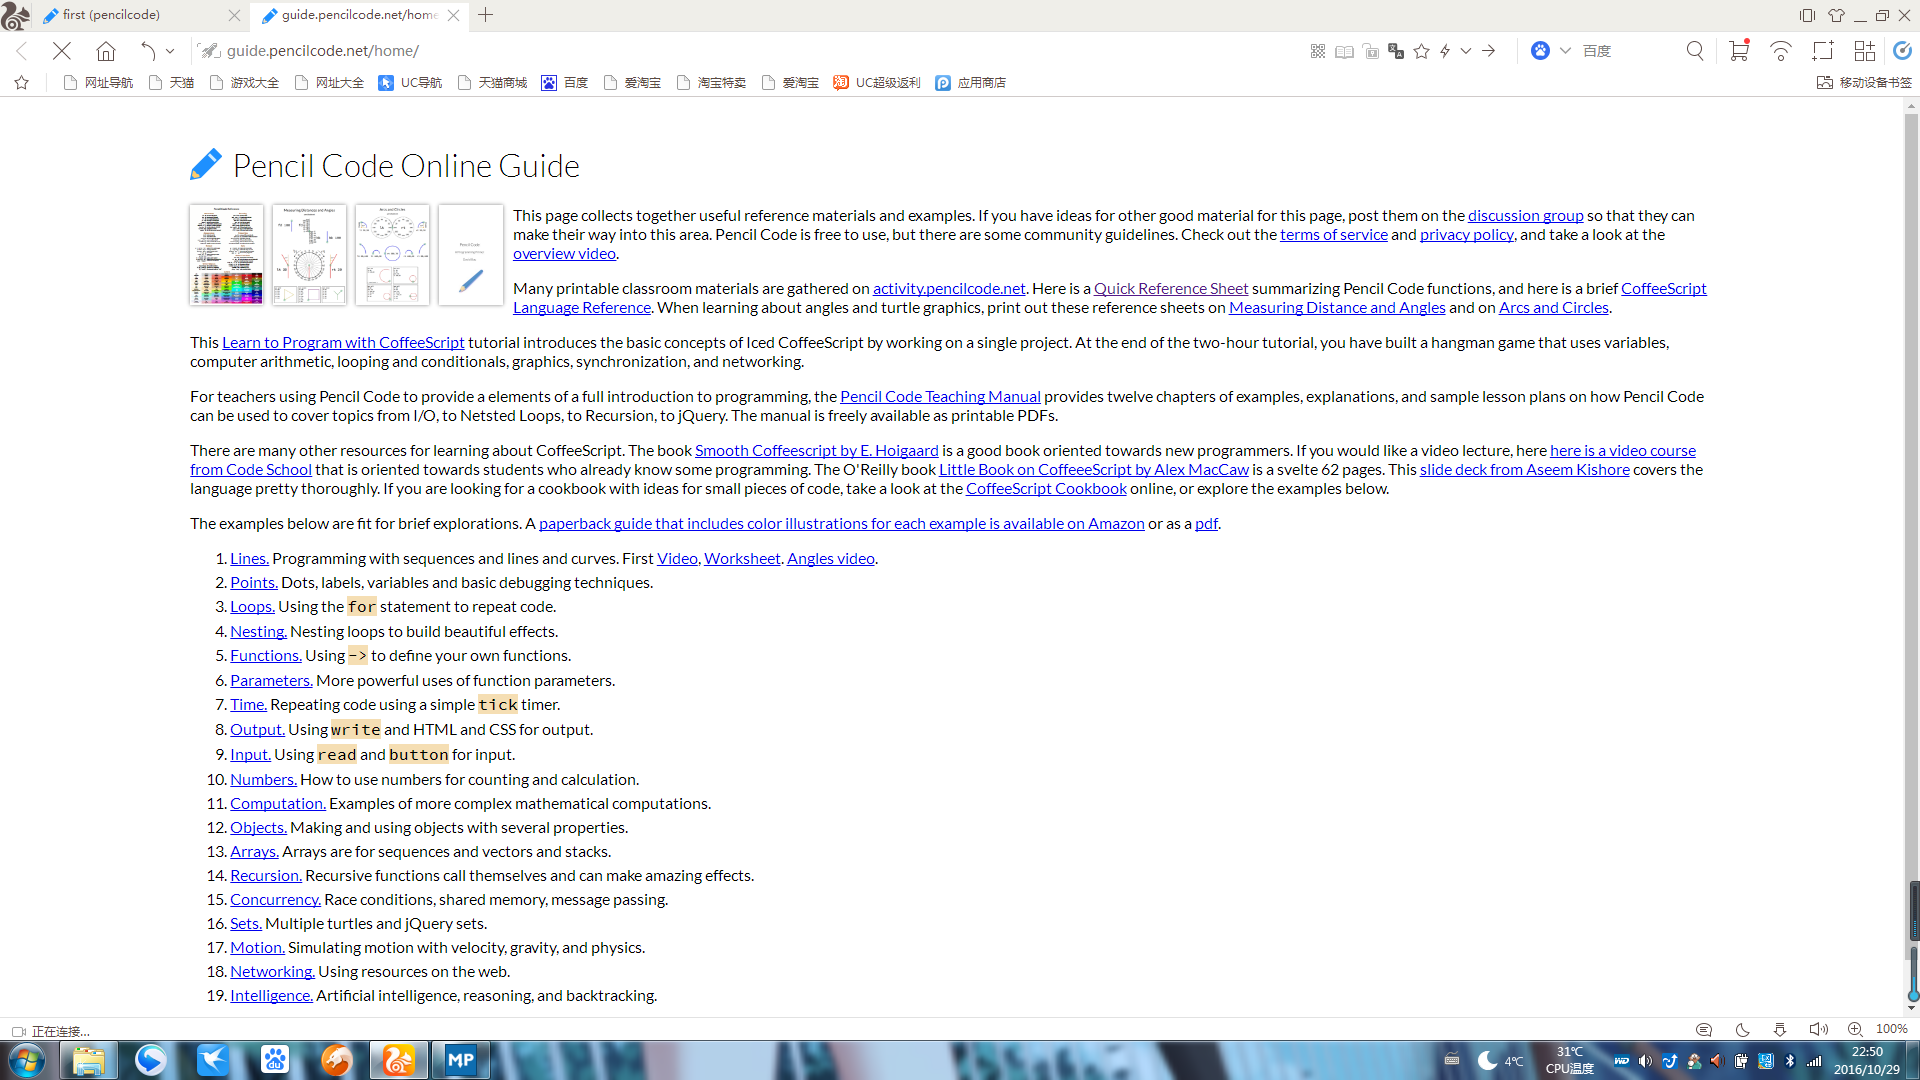 first (pencilcode)
guide.pencilcode.net/home
guide.pencilcode.net/home/
百度
网址导航
天猫
游戏大全
网址大全
UC导航
天猫商城
百度
爱淘宝
淘宝特卖
爱淘宝
UC超级返利
应用商店
移动设备书签
Pencil Code Online Guide
Measuring Distances and Angles
Arcs and Circles
This page collects together useful reference materials and examples. If you have ideas for other good material for this page, post them on the discussion group so that they can
make their way into this area. Pencil Code is free to use, but there are some community guidelines. Check out the terms of service and privacy policy, and take a look at the
overview video.
Many printable classroom materials are gathered on activity.pencilcode.net. Here is a Quick Reference Sheet summarizing Pencil Code functions, and here is a brief CoffeeScript
Language Reference. When learning about angles and turtle graphics, print out these reference sheets on Measuring Distance and Angles and on Arcs and Circles.
This Learn to Program with CoffeeScript tutorial introduces the basic concepts of Iced CoffeeScript by working on a single project. At the end of the two-hour tutorial, you have built a hangman game that uses variables,
computer arithmetic, looping and conditionals, graphics, synchronization, and networking.
For teachers using Pencil Code to provide a elements of a full introduction to programming, the Pencil Code Teaching Manual provides twelve chapters of examples, explanations, and sample lesson plans on how Pencil Code
can be used to cover topics from I/O, to Netsted Loops, to Recursion, to jQuery. The manual is freely available as printable PDFs.
There are many other resources for learning about CoffeeScript. The book Smooth Coffeescript by E. Hoigaard is a good book oriented towards new programmers. If you would like a video lecture, here here is a video course
from Code School that is oriented towards students who already know some programming. The O'Reilly book Little Book on CoffeeeScript by Alex MacCaw is a svelte 62 pages. This slide deck from Aseem Kishore covers the
language pretty thoroughly. If you are looking for a cookbook with ideas for small pieces of code, take a look at the CoffeeScript Cookbook online, or explore the examples below.
The examples below are fit for brief explorations. A paperback guide that includes color illustrations for each example is available on Amazon or as a pdf.
1. Lines. Programming with sequences and lines and curves. First Video, Worksheet. Angles video.
2. Points. Dots, labels, variables and basic debugging techniques.
3. Loops. Using the for statement to repeat code.
4. Nesting. Nesting loops to build beautiful effects.
5. Functions. Using -> to define your own functions.
6. Parameters. More powerful uses of function parameters.
7. Time. Repeating code using a simple tick timer.
8. Output. Using write and HTML and CSS for output.
9. Input. Using read and button for input.
10. Numbers. How to use numbers for counting and calculation.
11. Computation. Examples of more complex mathematical computations.
12. Objects. Making and using objects with several properties.
13. Arrays. Arrays are for sequences and vectors and stacks.
14. Recursion. Recursive functions call themselves and can make amazing effects.
15. Concurrency. Race conditions, shared memory, message passing.
16. Sets. Multiple turtles and jQuery sets.
17. Motion. Simulating motion with velocity, gravity, and physics.
18. Networking. Using resources on the web.
19. Intelligence. Artificial intelligence, reasoning, and backtracking.
正在连接...
100%
du
MP
4℃
31℃
CPU温度
22:50
2016/10/29